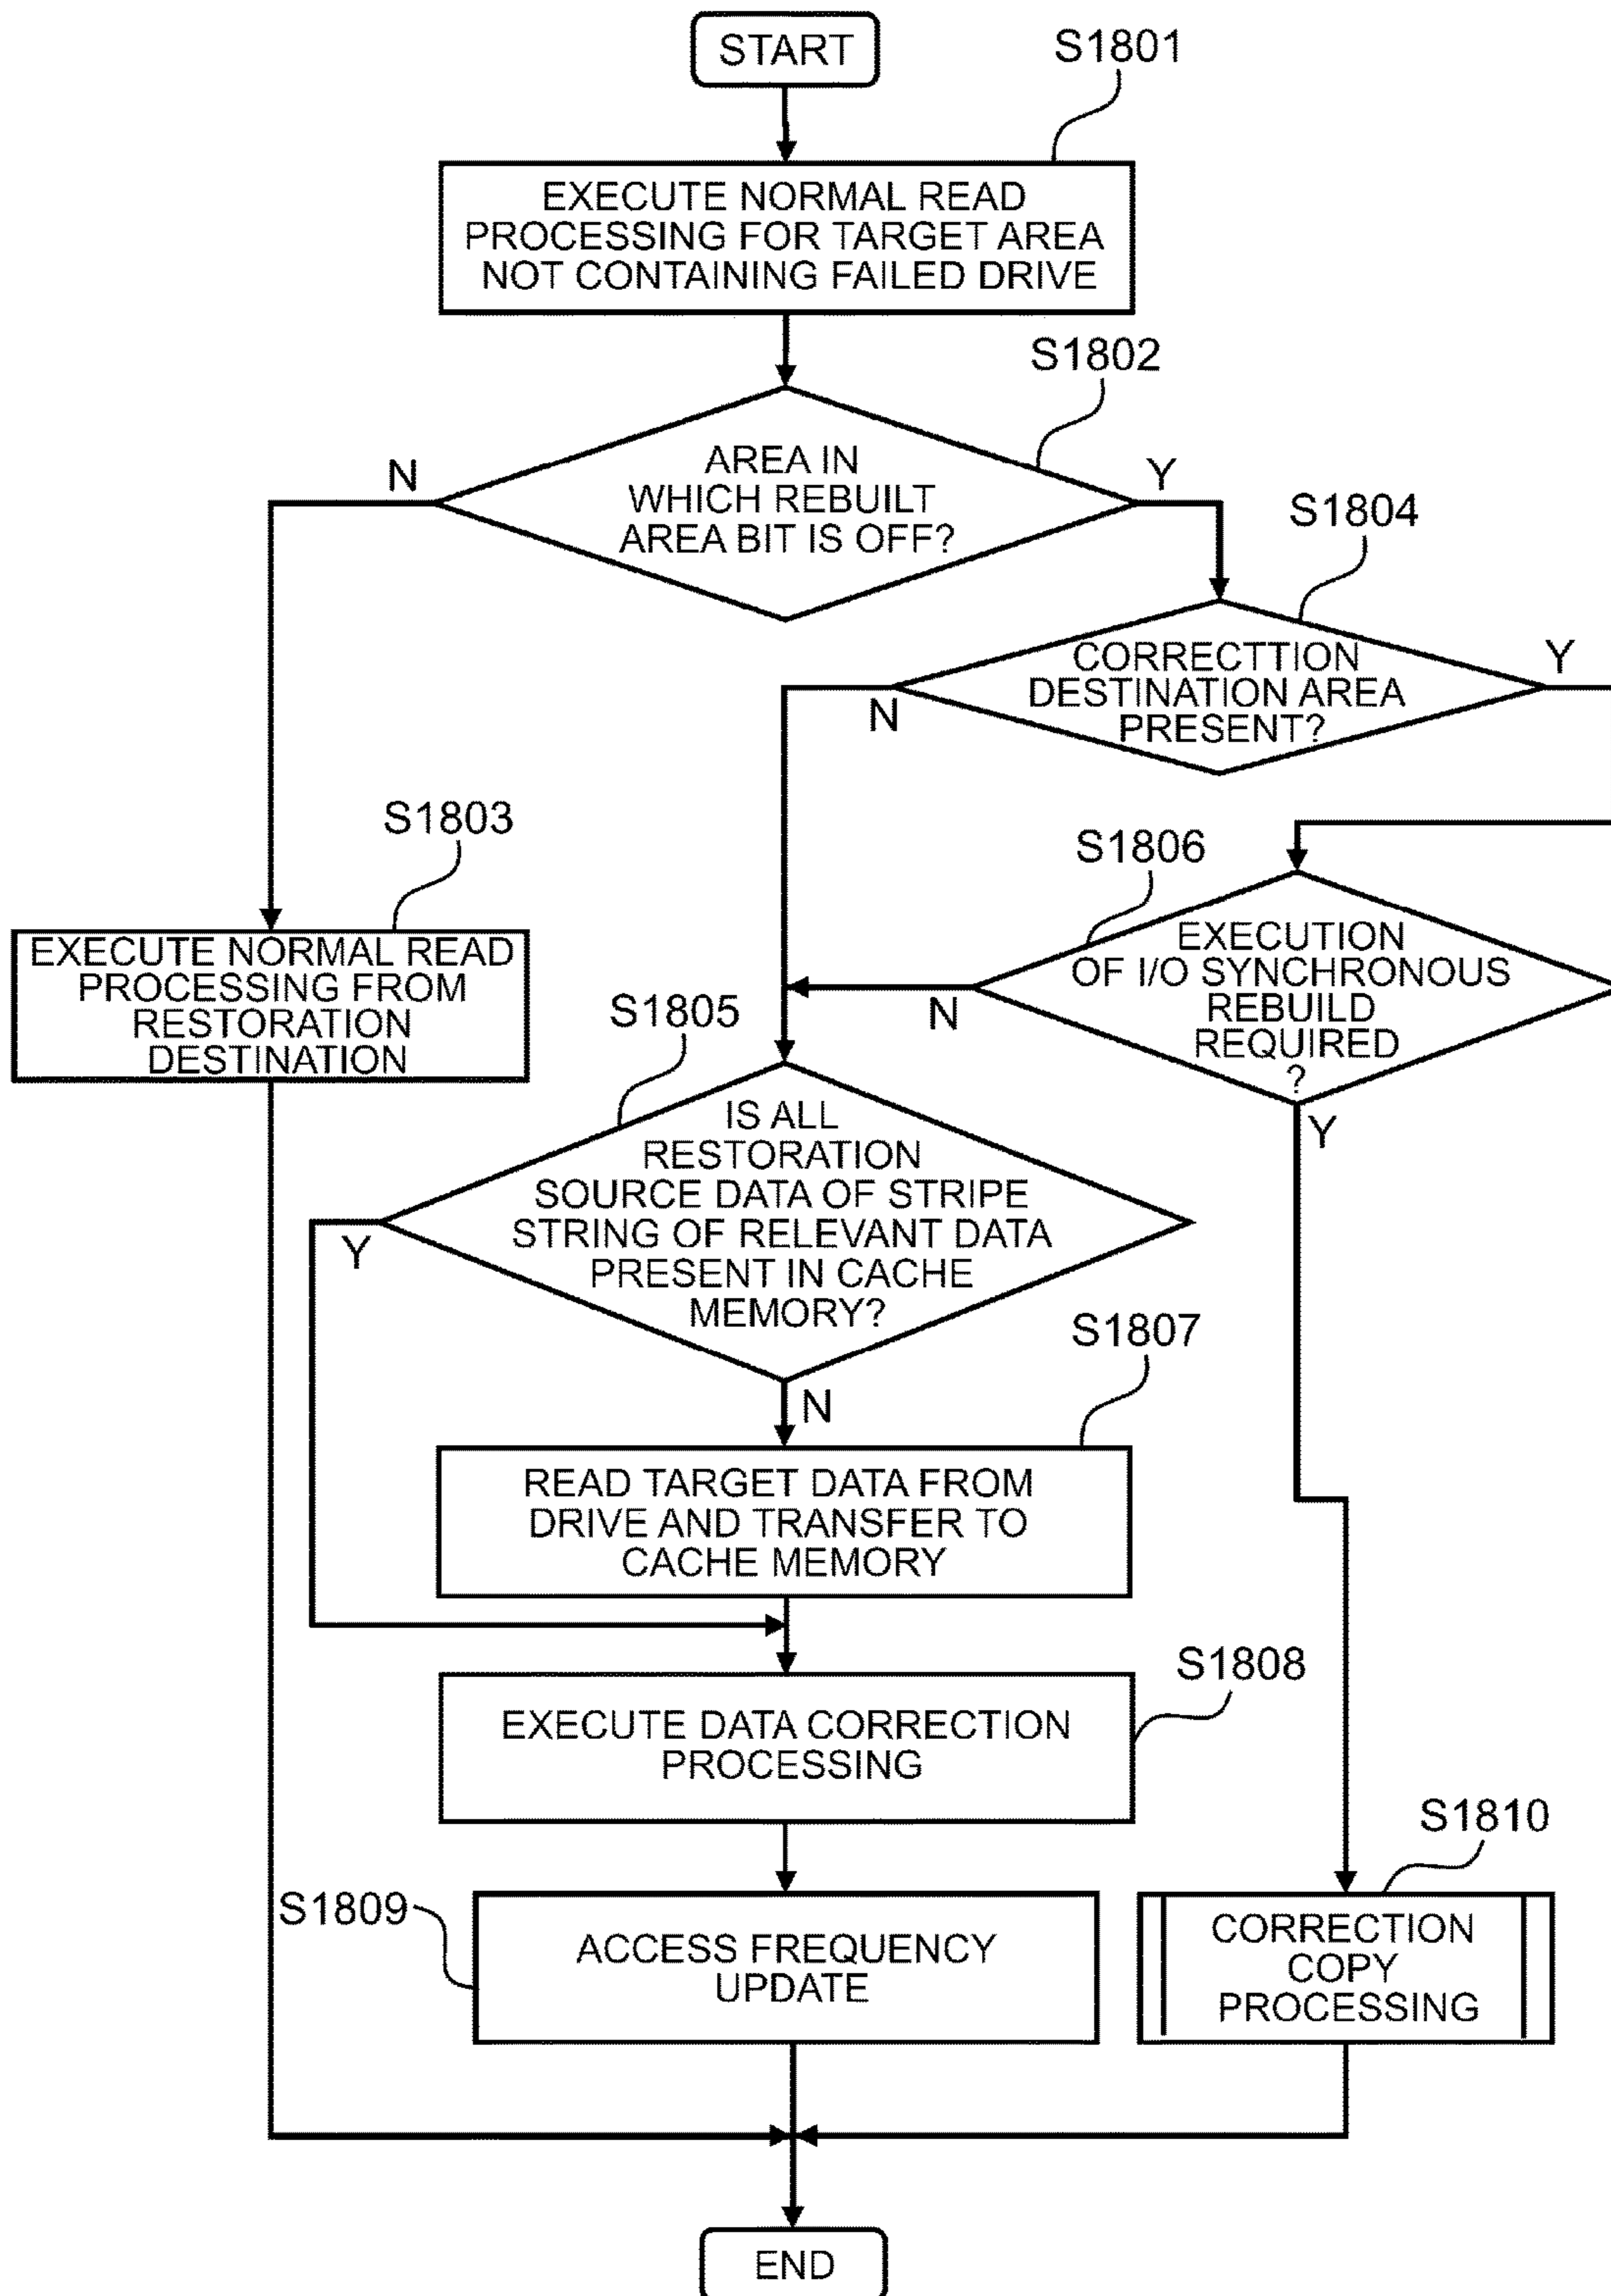 START
S1801
EXECUTE NORMAL READ
PROCESSING FOR TARGET AREA
NOT CONTAINING FAILED DRIVE
S1802
AREA IN
WHICH REBUILT
AREA BIT IS OFF?
N
Y
S1804
CORRECTTION
DESTINATION AREA
PRESENT?
N
Y
S1803
EXECUTE NORMAL READ
PROCESSING FROM
RESTORATION
DESTINATION
S1806
EXECUTION
OF I/O SYNCHRONOUS
REBUILD
REQUIRED
?
N
Y
S1805
IS ALL
RESTORATION
SOURCE DATA OF STRIPE
STRING OF RELEVANT DATA
PRESENT IN CACHE
MEMORY?
Y
N
S1807
READ TARGET DATA FROM
DRIVE AND TRANSFER TO
CACHE MEMORY
S1808
EXECUTE DATA CORRECTION
PROCESSING
S1809
ACCESS FREQUENCY
UPDATE
S1810
CORRECTION
COPY
PROCESSING
END